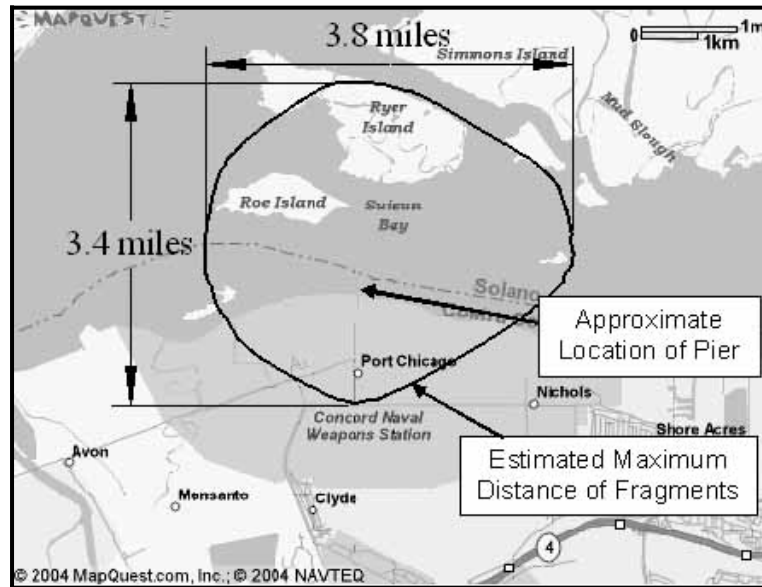 MAPQUEST
3.8 miles
Simmons Island
0 1m
1km
Ryer
Island
Mud Slough
Roe Island
Suisun
Bay
3.4 miles
Solano
Approximate
Location of Pier
Port Chicago
Nichols
Concord Naval
Weapons Station
Shore Acres
Avon
Estimated Maximum
Distance of Fragments
Monsanto
Clyde
4
© 2004 MapQuest.com, Inc.; © 2004 NAVTEQ